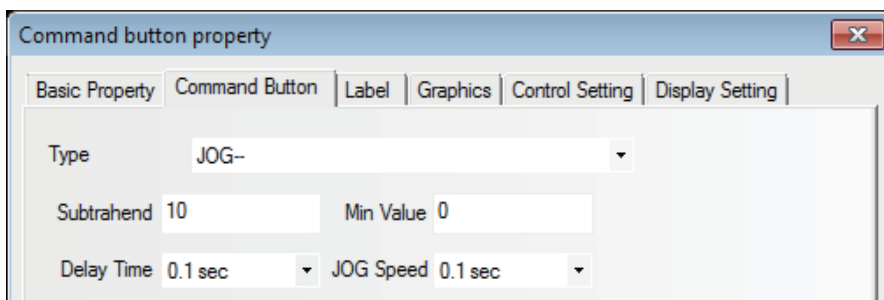 Command button property
Basic Property Command Button Label Graphics Control Setting Display Setting
Type JOG--
Subtrahend 10 Min Value 0
Delay Time 0.1 sec JOG Speed 0.1 sec